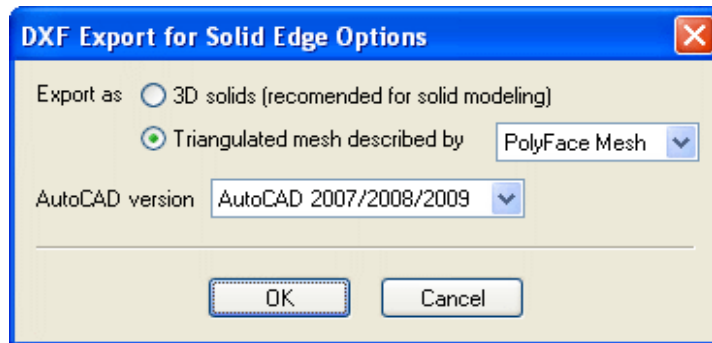 DXF Export for Solid Edge Options
Export as 3D solids (recomended for solid modeling)
Triangulated mesh described by PolyFace Mesh
AutoCAD version AutoCAD 2007/2008/2009
OK Cancel